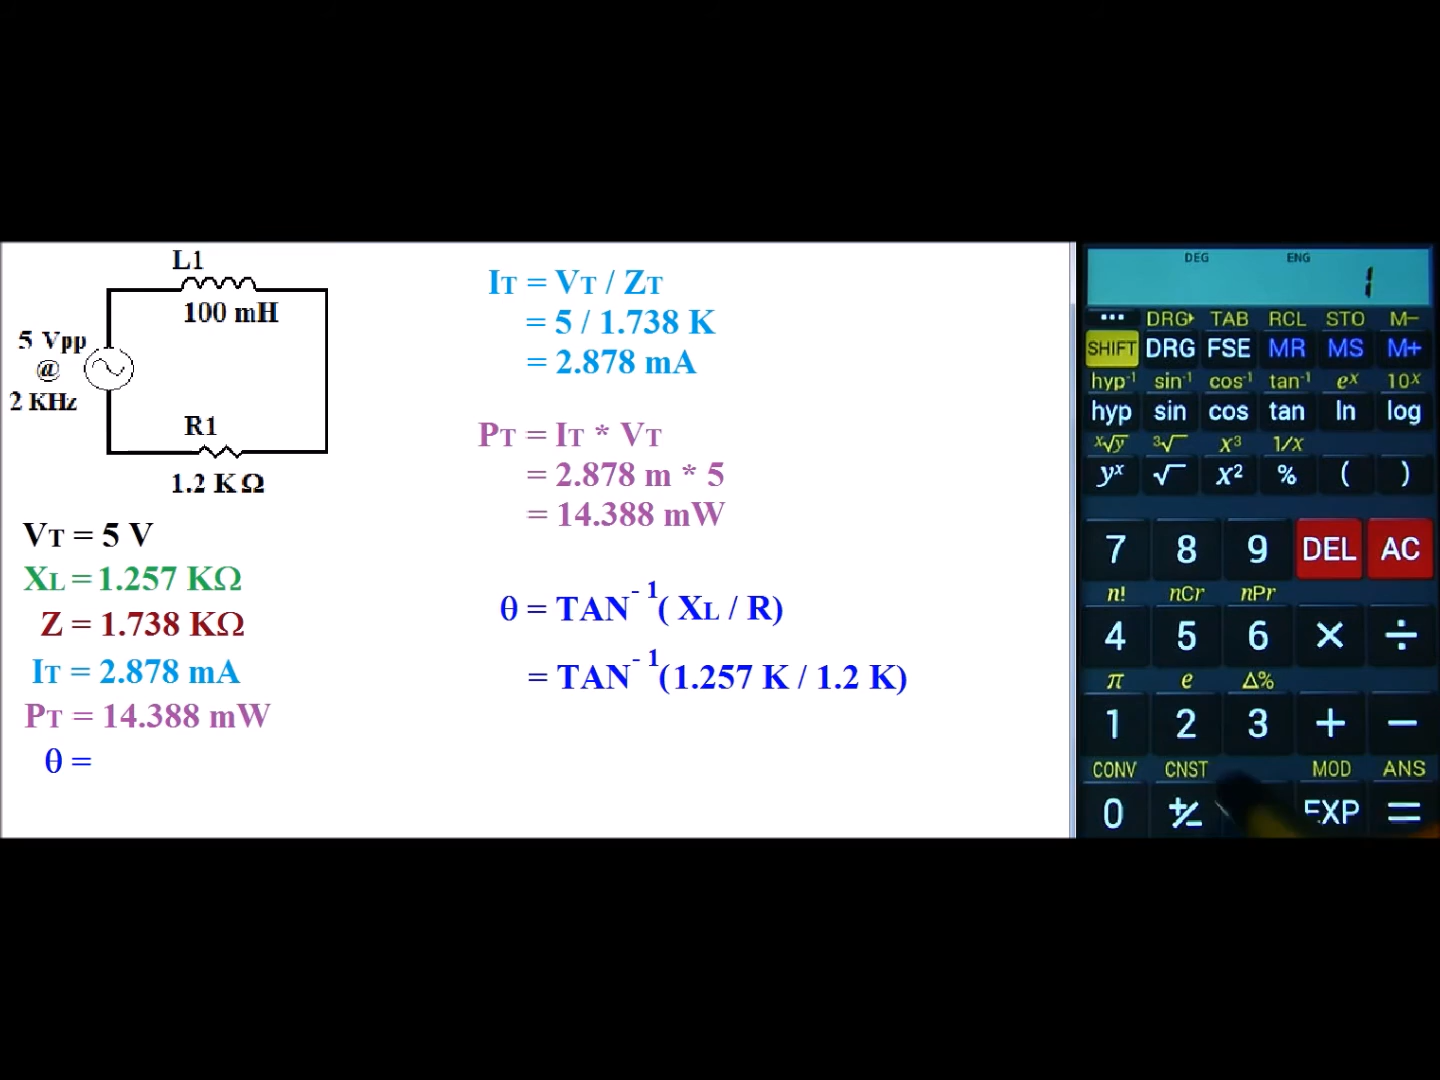 L1
100 mH
5 Vpp
@
2 KHz
R1
1.2 KΩ
VT = 5 V
XL = 1.257 KΩ
Z = 1.738 KΩ
IT = 2.878 mA
PT = 14.388 mW
θ =
IT = VT / ZT
= 5 / 1.738 K
= 2.878 mA
PT = IT * VT
= 2.878 m * 5
= 14.388 mW
θ = TAN⁻¹( XL / R)
= TAN⁻¹(1.257 K / 1.2 K)
DEG ENG
1
••• DRG▸ TAB RCL STO M−
SHIFT DRG FSE MR MS M+
hyp⁻¹ sin⁻¹ cos⁻¹ tan⁻¹ eˣ 10ˣ
hyp sin cos tan ln log
ˣ√y ³√ x³ 1/x
yˣ √ x² % ( )
7 8 9 DEL AC
n! nCr nPr
4 5 6 × ÷
π e Δ%
1 2 3 + −
CONV CNST MOD ANS
0 +/− EXP =